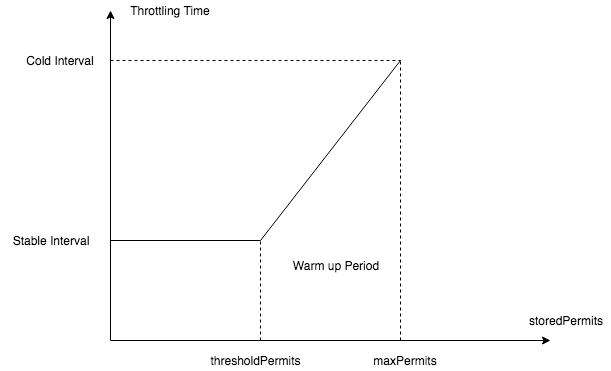 Throttling Time
Cold Interval
Stable Interval
Warm up Period
storedPermits
thresholdPermits
maxPermits